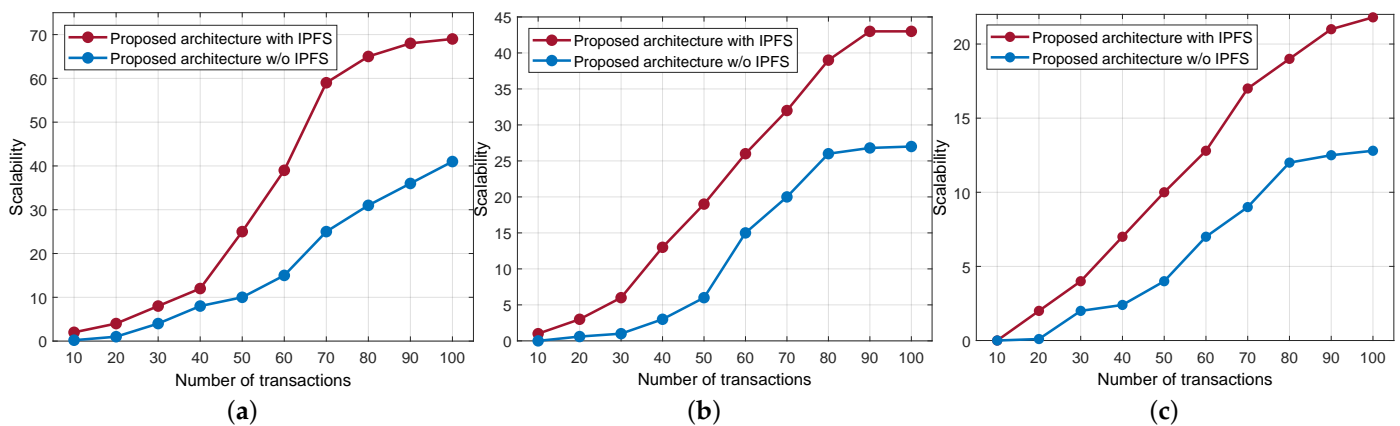 Proposed architecture with IPFS
Proposed architecture w/o IPFS
Scalability
0
10
20
30
40
50
60
70
10 20 30 40 50 60 70 80 90 100
Number of transactions
(a)
Proposed architecture with IPFS
Proposed architecture w/o IPFS
Scalability
0
5
10
15
20
25
30
35
40
45
10 20 30 40 50 60 70 80 90 100
Number of transactions
(b)
Proposed architecture with IPFS
Proposed architecture w/o IPFS
Scalability
0
5
10
15
20
10 20 30 40 50 60 70 80 90 100
Number of transactions
(c)